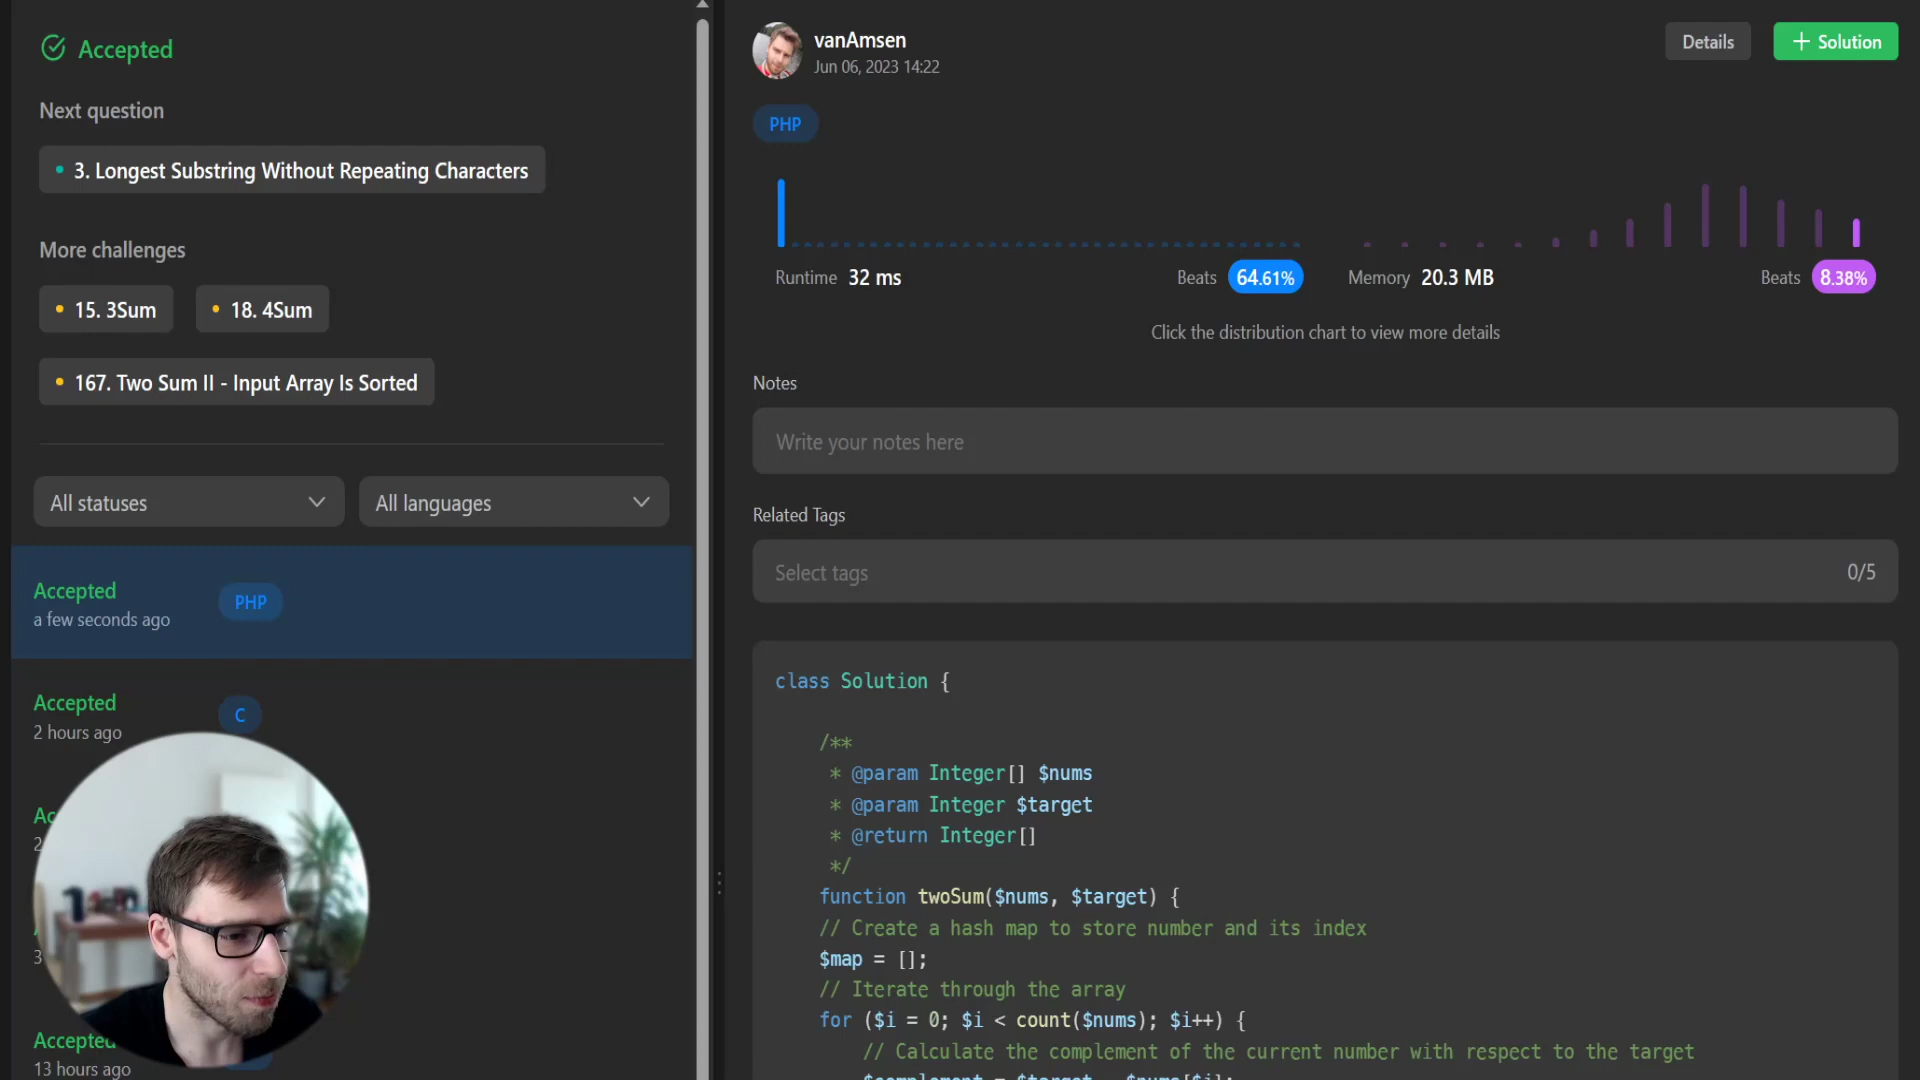 Accepted
Next question
3. Longest Substring Without Repeating Characters
More challenges
15. 3Sum
18. 4Sum
167. Two Sum II - Input Array Is Sorted
All statuses
All languages
Accepted
PHP
a few seconds ago
Accepted
C
2 hours ago
Ac
2
3
Accepted
13 hours ago
vanAmsen
Jun 06, 2023 14:22
Details
+ Solution
PHP
Runtime 32 ms
Beats 64.61%
Memory 20.3 MB
Beats 8.38%
Click the distribution chart to view more details
Notes
Write your notes here
Related Tags
Select tags
0/5
class Solution {
/**
* @param Integer[] $nums
* @param Integer $target
* @return Integer[]
*/
function twoSum($nums, $target) {
// Create a hash map to store number and its index
$map = [];
// Iterate through the array
for ($i = 0; $i < count($nums); $i++) {
// Calculate the complement of the current number with respect to the target
$complement = $target - $nums[$i];